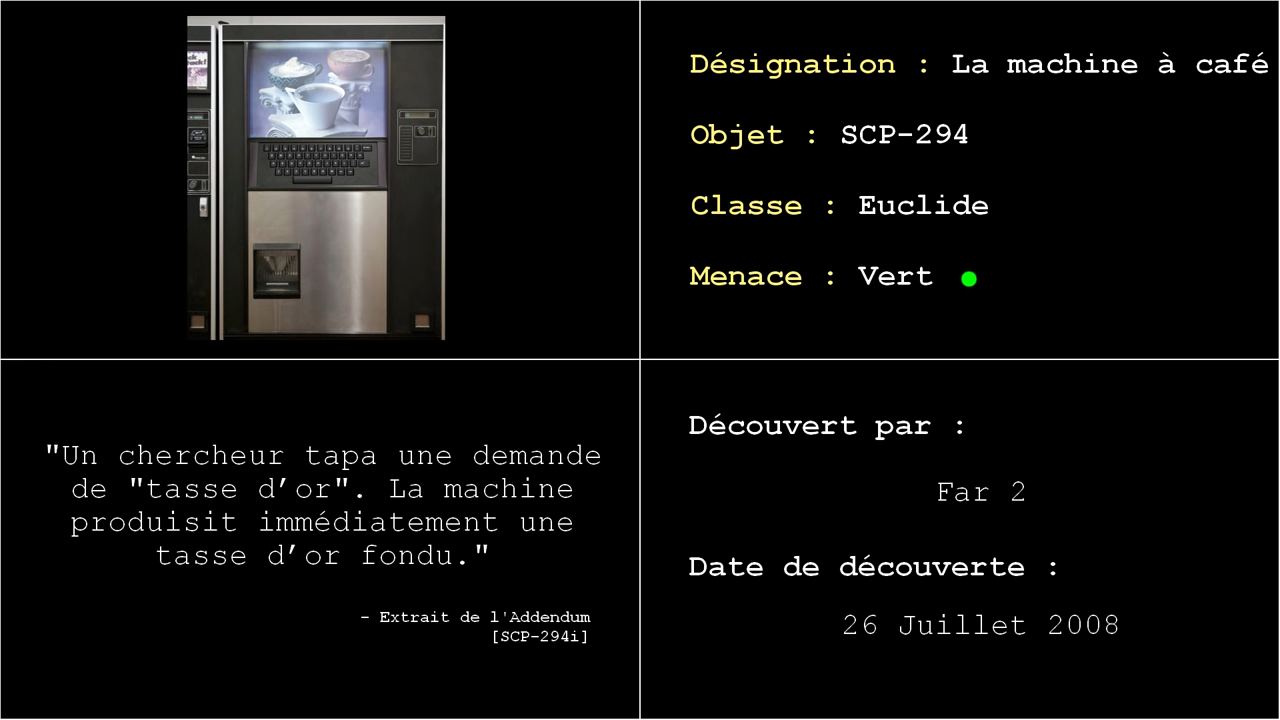 Désignation : La machine à café
Objet : SCP-294
Classe : Euclide
Menace : Vert
"Un chercheur tapa une demande
de "tasse d’or". La machine
produisit immédiatement une
tasse d’or fondu."
- Extrait de l'Addendum
[SCP-294i]
Découvert par :
Far 2
Date de découverte :
26 Juillet 2008